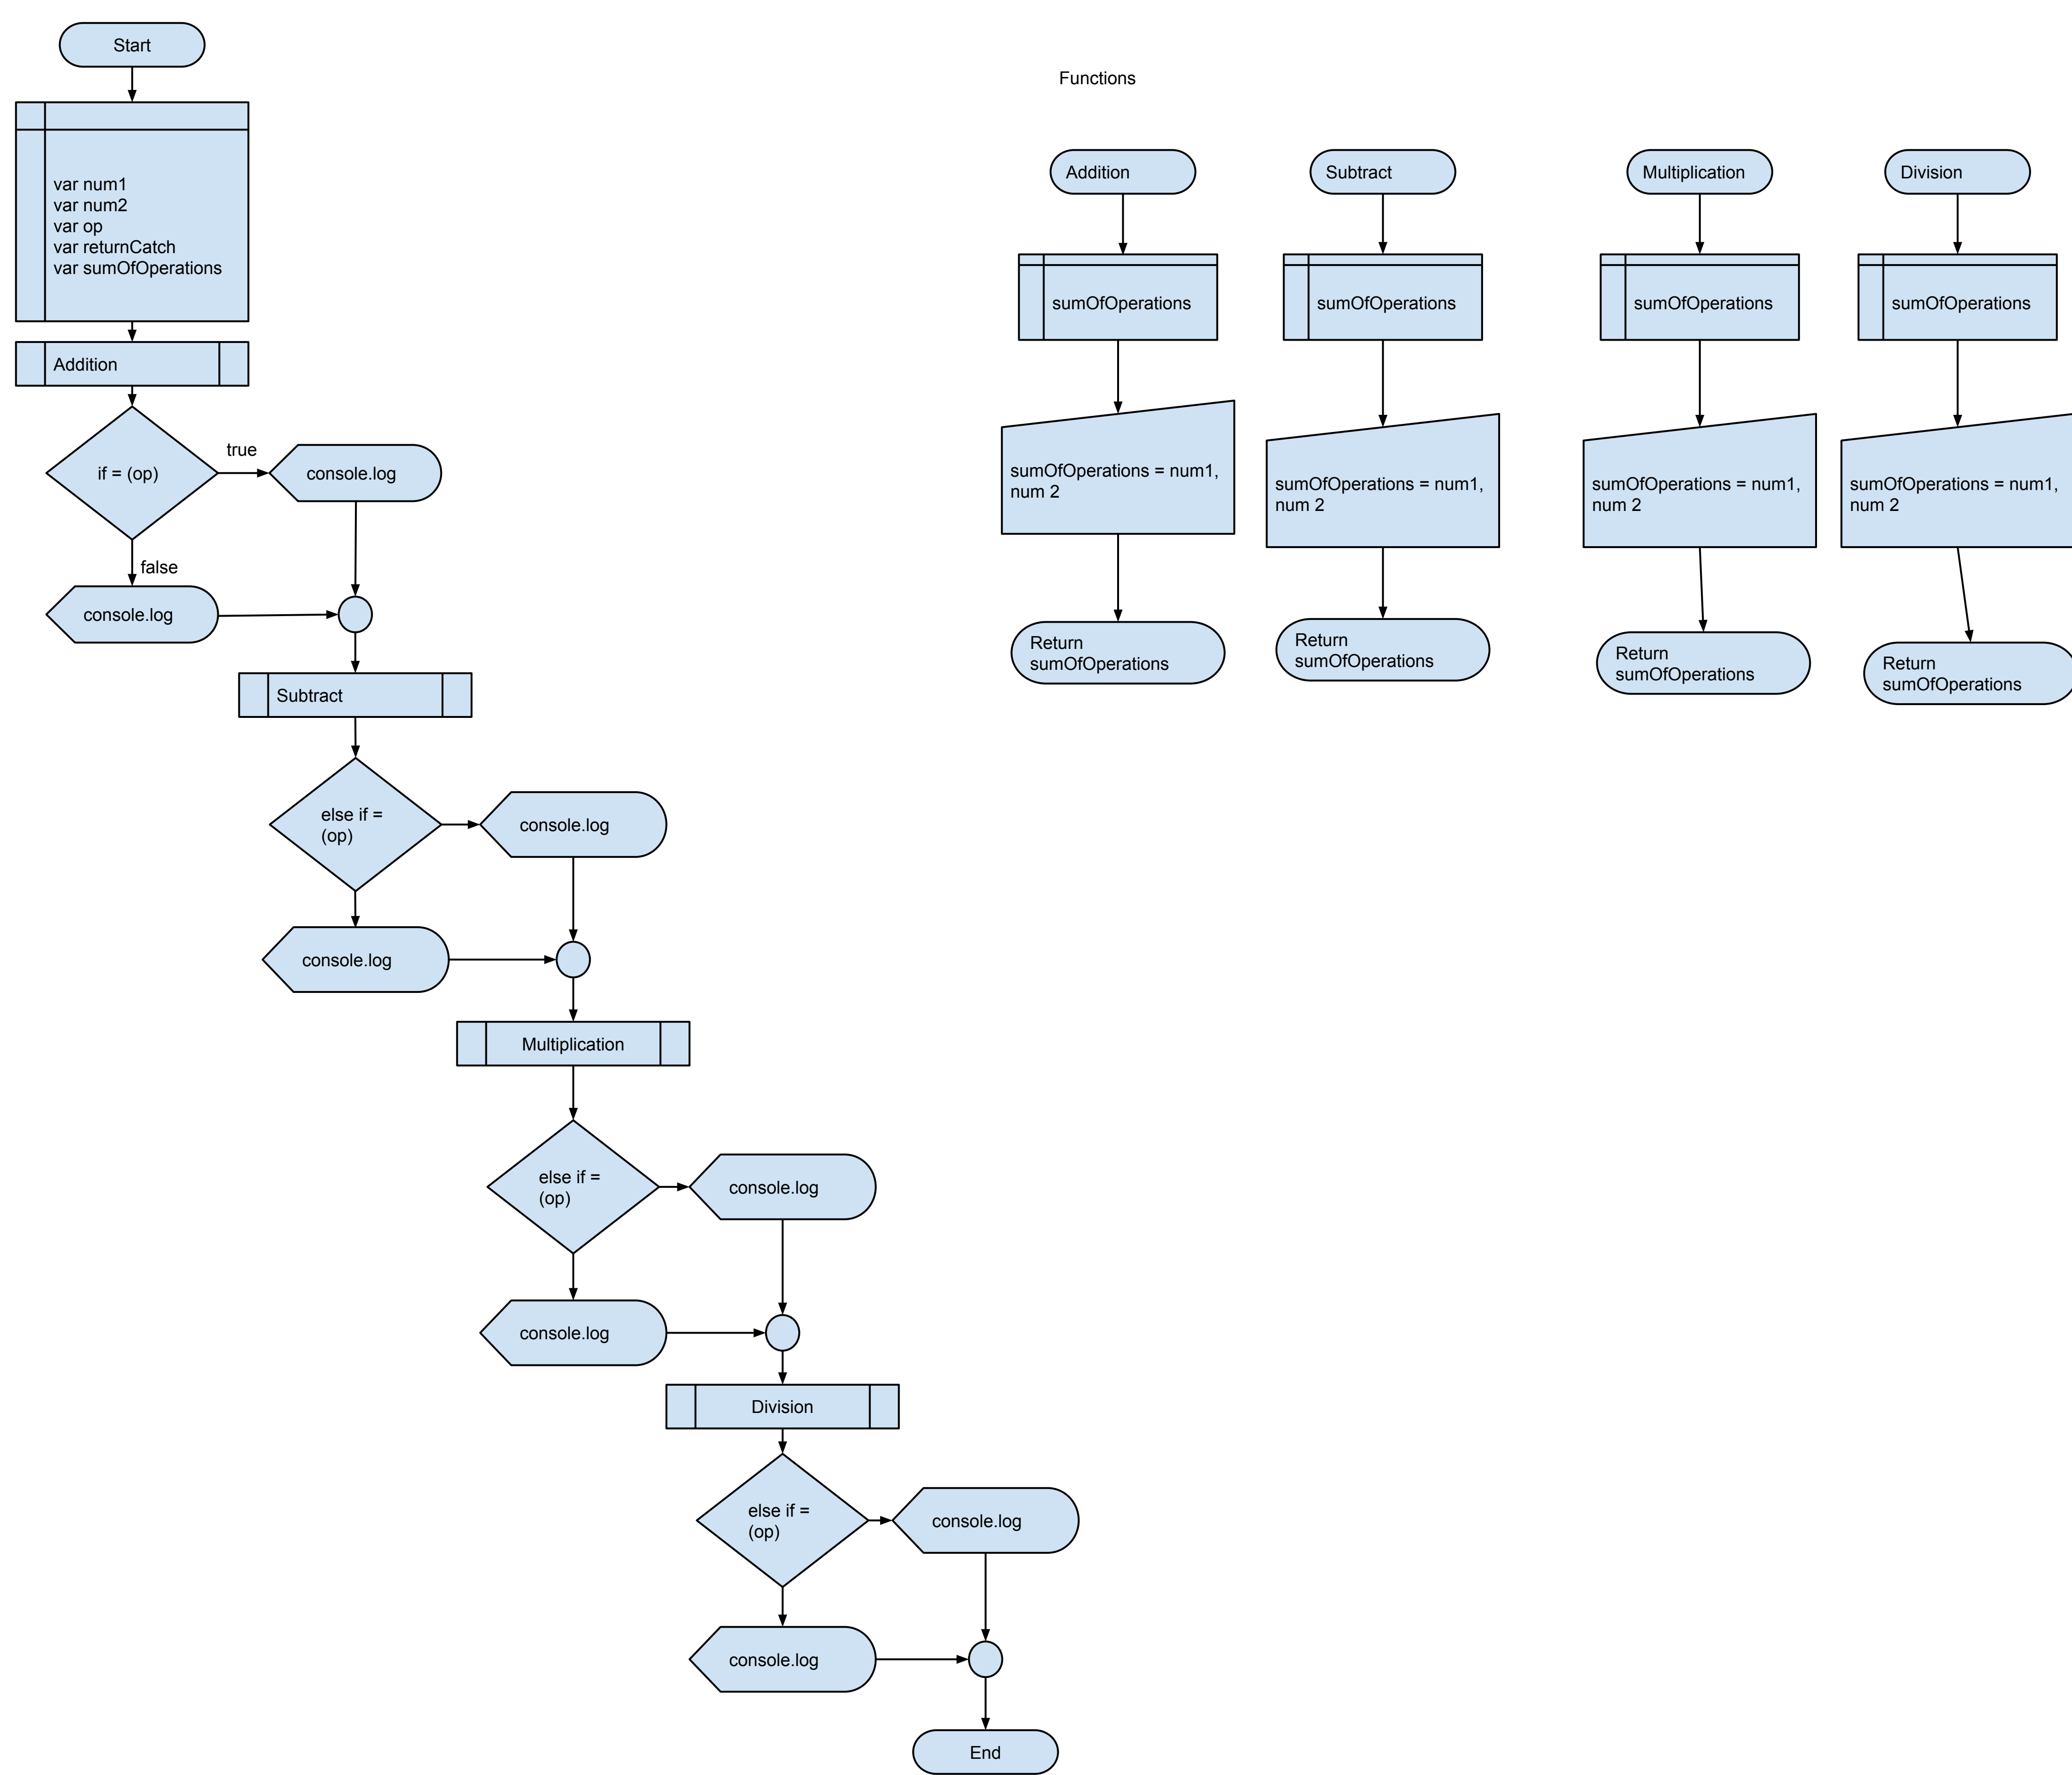 Start
var num1
var num2
var op
var returnCatch
var sumOfOperations
Addition
if = (op)
true
console.log
false
console.log
Subtract
else if =
(op)
console.log
console.log
Multiplication
else if =
(op)
console.log
console.log
Division
else if =
(op)
console.log
console.log
End
Functions
Addition
sumOfOperations
sumOfOperations = num1,
num 2
Return
sumOfOperations
Subtract
sumOfOperations
sumOfOperations = num1,
num 2
Return
sumOfOperations
Multiplication
sumOfOperations
sumOfOperations = num1,
num 2
Return
sumOfOperations
Division
sumOfOperations
sumOfOperations = num1,
num 2
Return
sumOfOperations